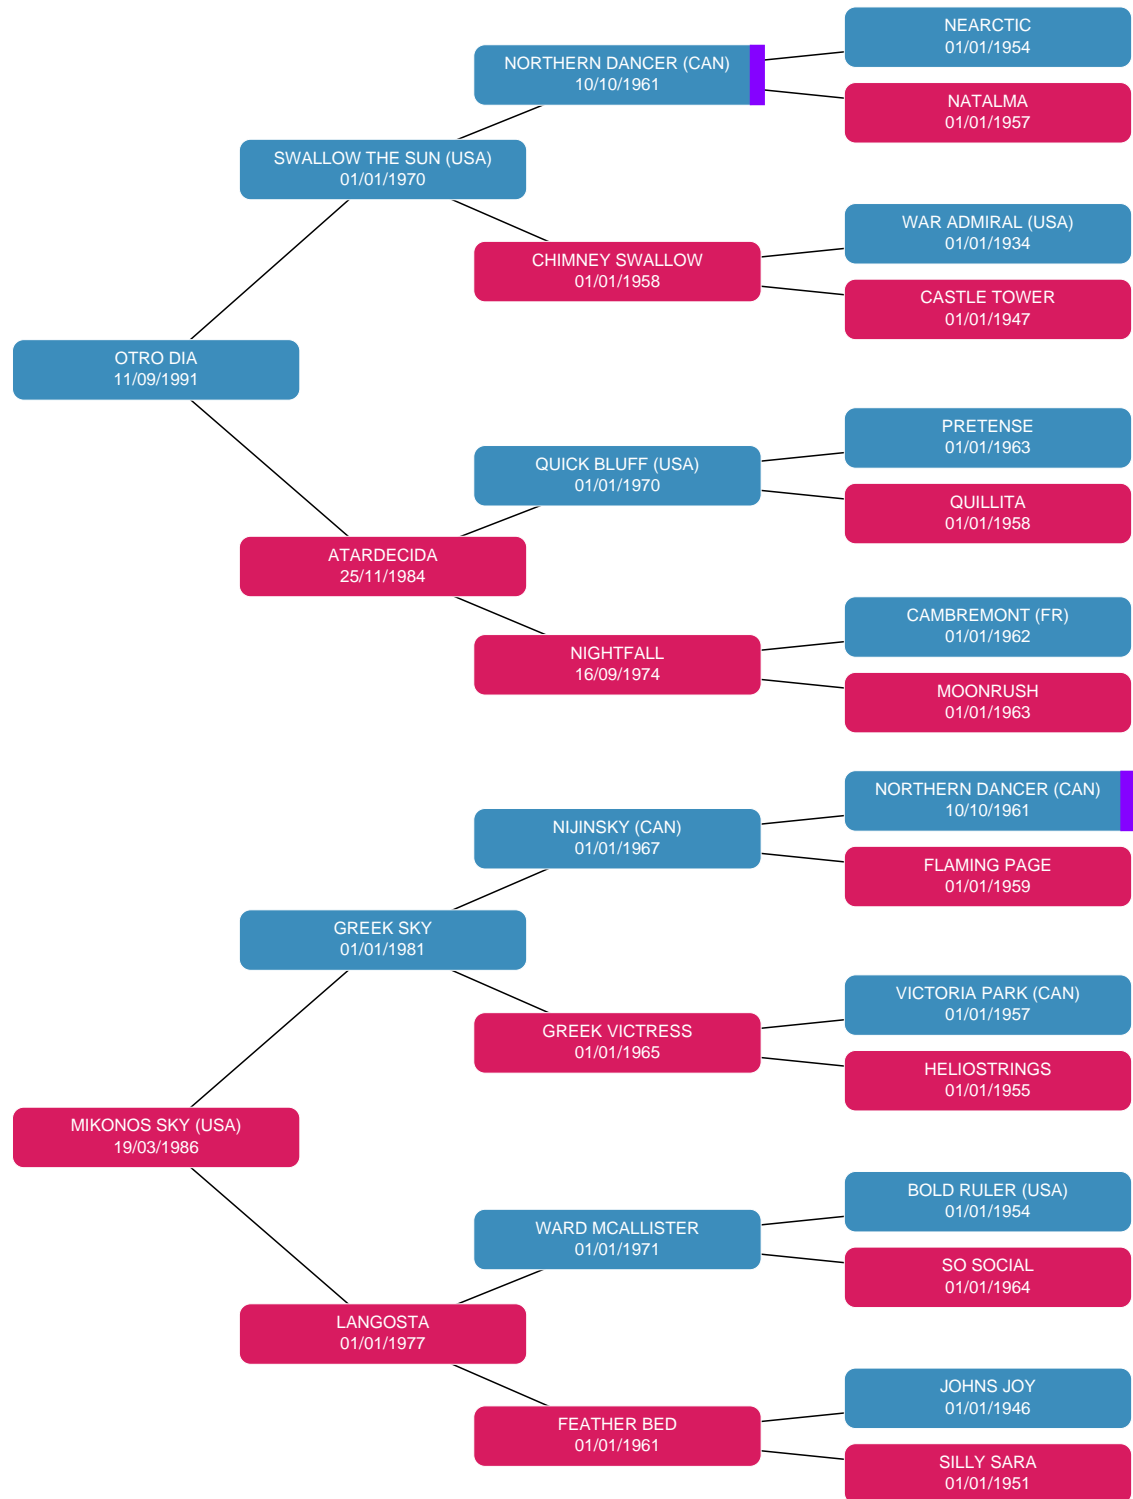 NEARCTIC
01/01/1954
NORTHERN DANCER (CAN)
10/10/1961
NATALMA
01/01/1957
SWALLOW THE SUN (USA)
01/01/1970
WAR ADMIRAL (USA)
01/01/1934
CHIMNEY SWALLOW
01/01/1958
CASTLE TOWER
01/01/1947
OTRO DIA
11/09/1991
PRETENSE
01/01/1963
QUICK BLUFF (USA)
01/01/1970
QUILLITA
01/01/1958
ATARDECIDA
25/11/1984
CAMBREMONT (FR)
01/01/1962
NIGHTFALL
16/09/1974
MOONRUSH
01/01/1963
NORTHERN DANCER (CAN)
10/10/1961
NIJINSKY (CAN)
01/01/1967
FLAMING PAGE
01/01/1959
GREEK SKY
01/01/1981
VICTORIA PARK (CAN)
01/01/1957
GREEK VICTRESS
01/01/1965
HELIOSTRINGS
01/01/1955
MIKONOS SKY (USA)
19/03/1986
BOLD RULER (USA)
01/01/1954
WARD MCALLISTER
01/01/1971
SO SOCIAL
01/01/1964
LANGOSTA
01/01/1977
JOHNS JOY
01/01/1946
FEATHER BED
01/01/1961
SILLY SARA
01/01/1951